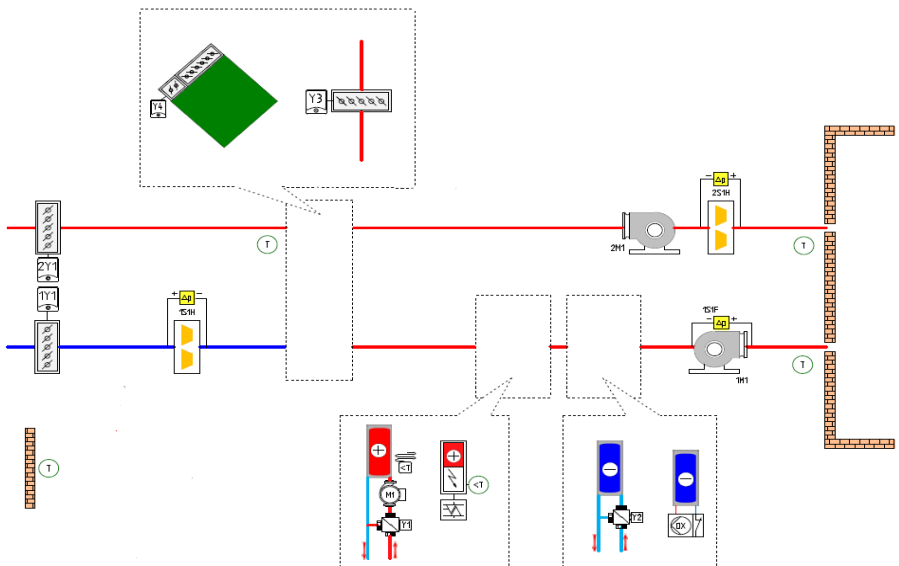 Y4
Y3
− Δp +
2S1H
T
2M1
T
2Y1
1Y1
+ Δp −
1S1H
1S1F
− Δp +
T
1M1
T
+
<T
M1
Y1
+
<T
−
Y2
−
DX